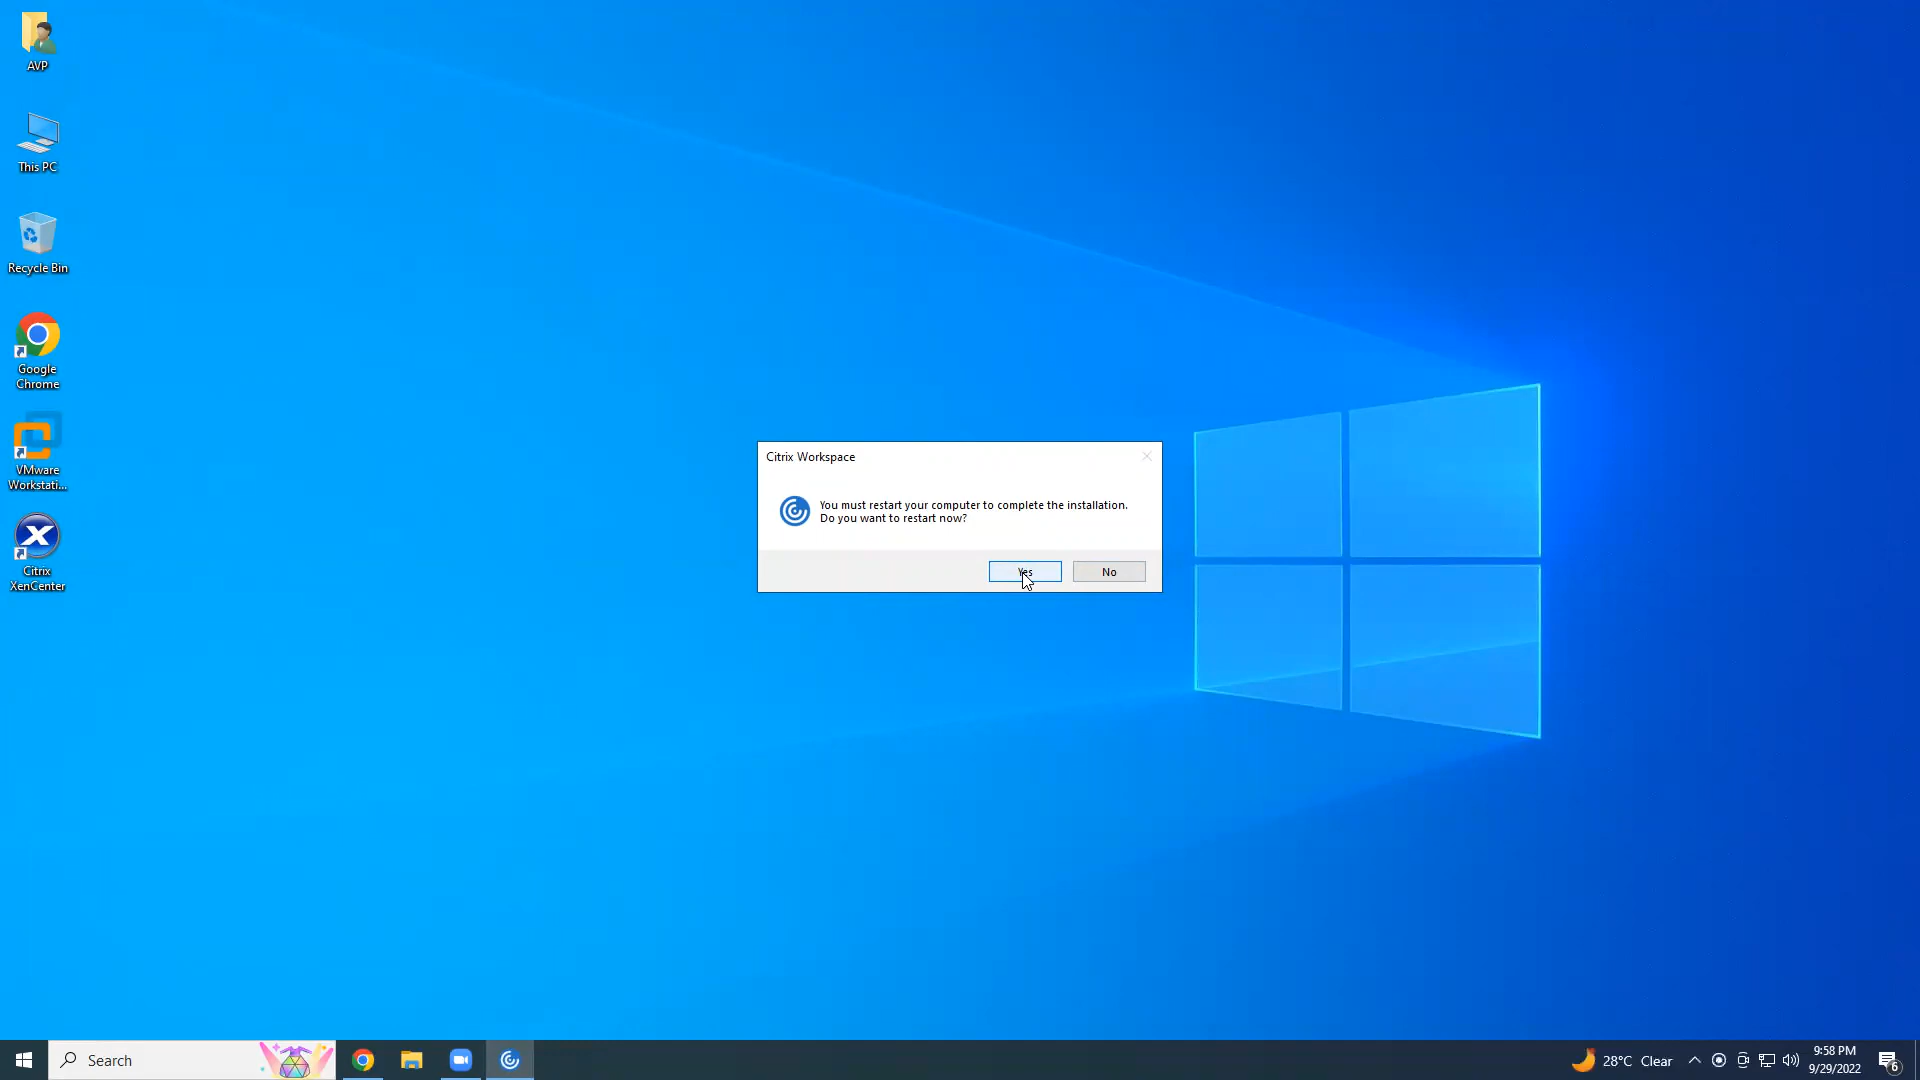 AVP
This PC
Recycle Bin
Google
Chrome
VMware
Workstati...
Citrix
XenCenter
Citrix Workspace
You must restart your computer to complete the installation.
Do you want to restart now?
Yes
No
Search
28°C Clear
9:58 PM
9/29/2022
6